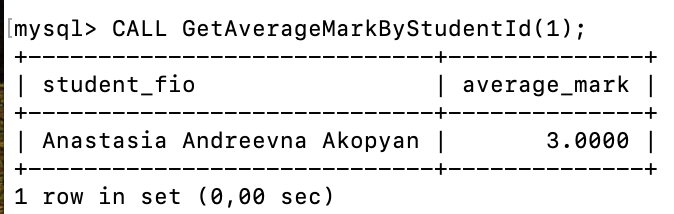 [mysql> CALL GetAverageMarkByStudentId(1);
+------------------------------+--------------+
| student_fio                  | average_mark |
+------------------------------+--------------+
| Anastasia Andreevna Akopyan |       3.0000 |
+------------------------------+--------------+
1 row in set (0,00 sec)